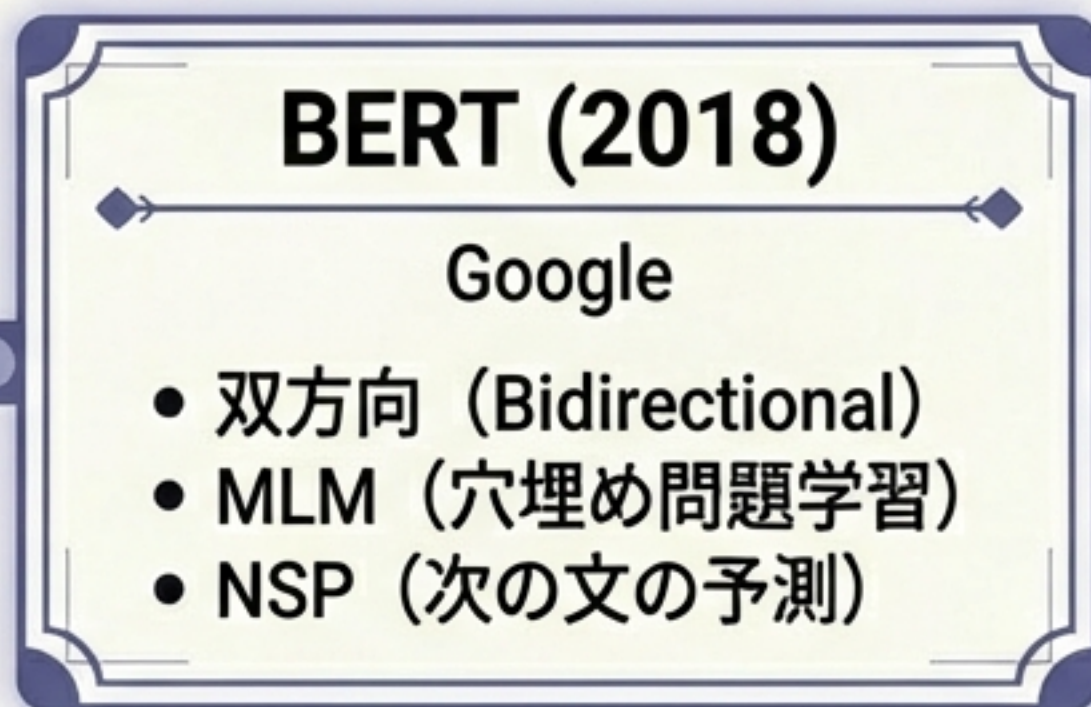 BERT (2018)
Google
• 双方向（Bidirectional）
• MLM（穴埋め問題学習）
• NSP（次の文の予測）